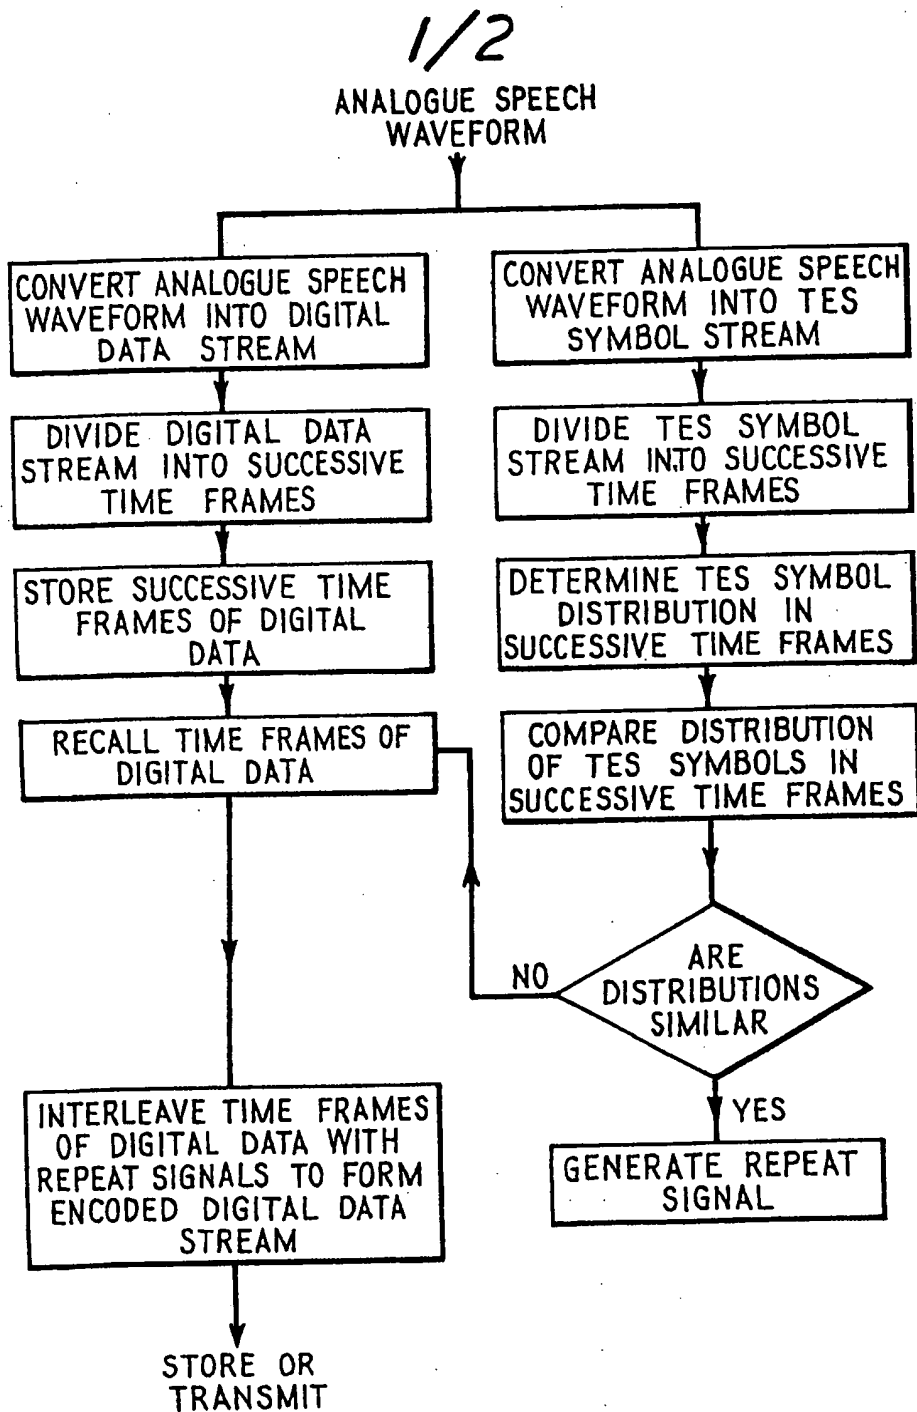 1/2
ANALOGUE SPEECH
WAVEFORM
CONVERT ANALOGUE SPEECH
WAVEFORM INTO DIGITAL
DATA STREAM
DIVIDE DIGITAL DATA
STREAM INTO SUCCESSIVE
TIME FRAMES
STORE SUCCESSIVE TIME
FRAMES OF DIGITAL
DATA
RECALL TIME FRAMES OF
DIGITAL DATA
CONVERT ANALOGUE SPEECH
WAVEFORM INTO TES
SYMBOL STREAM
DIVIDE TES SYMBOL
STREAM INTO SUCCESSIVE
TIME FRAMES
DETERMINE TES SYMBOL
DISTRIBUTION IN
SUCCESSIVE TIME FRAMES
COMPARE DISTRIBUTION
OF TES SYMBOLS IN
SUCCESSIVE TIME FRAMES
ARE
DISTRIBUTIONS
SIMILAR
NO
YES
GENERATE REPEAT
SIGNAL
INTERLEAVE TIME FRAMES
OF DIGITAL DATA WITH
REPEAT SIGNALS TO FORM
ENCODED DIGITAL DATA
STREAM
STORE OR
TRANSMIT